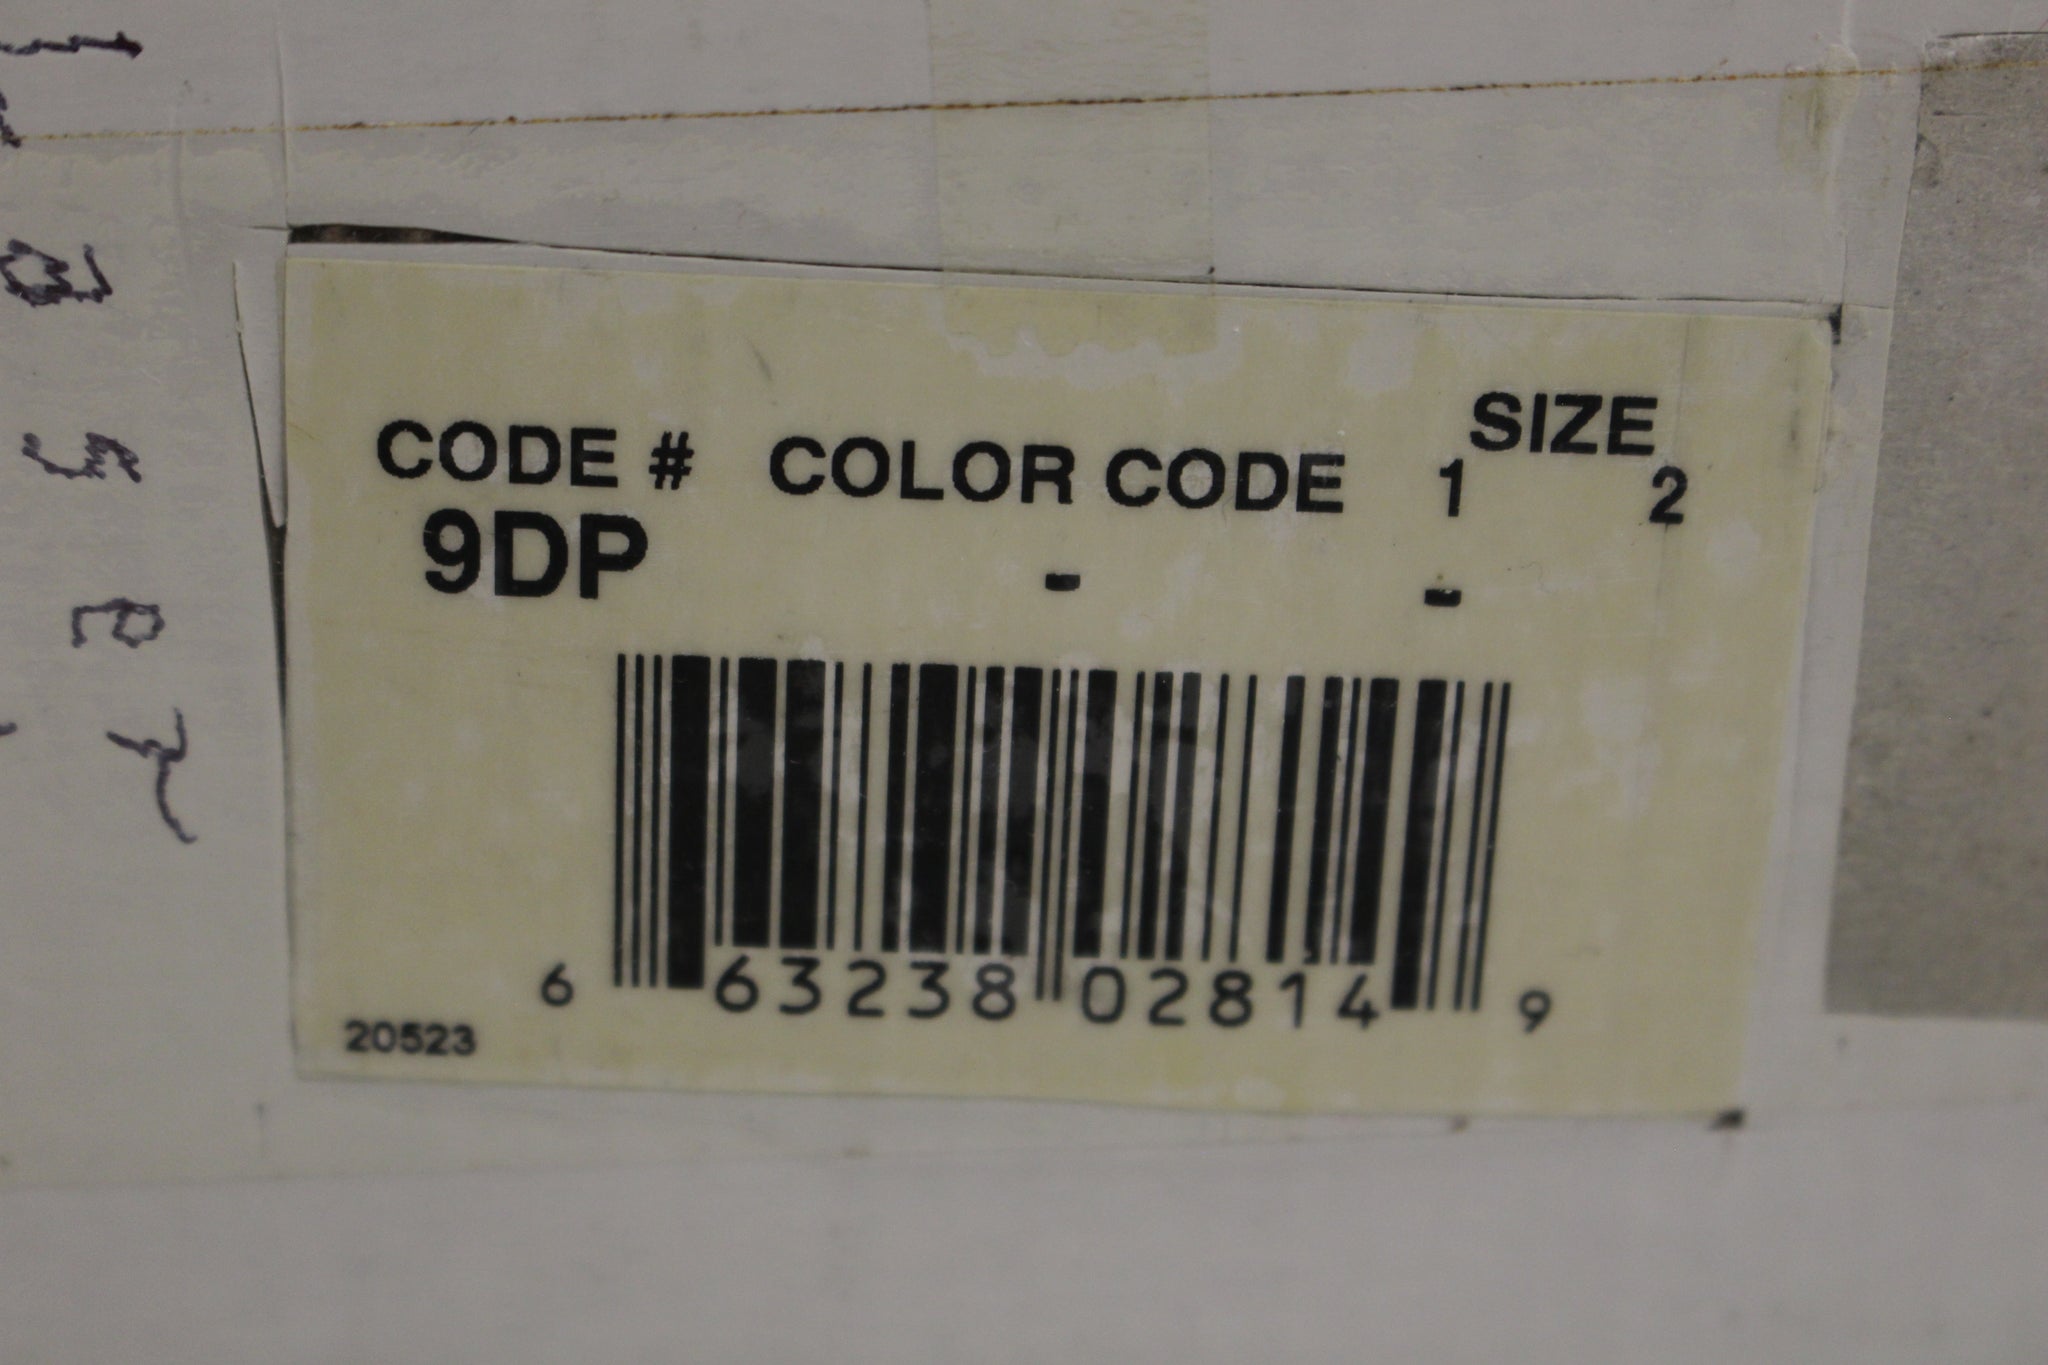 CODE # COLOR CODE SIZE
1 2
9DP - -
6 63238 02814 9
20523